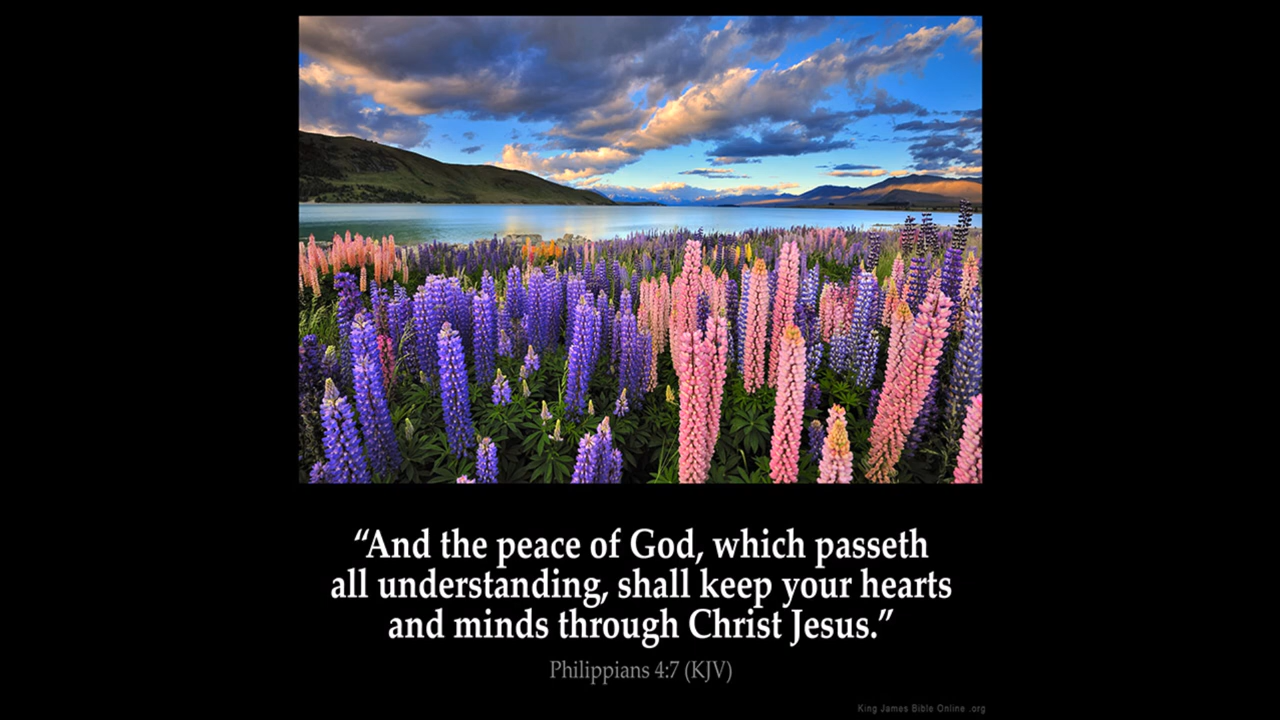 “And the peace of God, which passeth
all understanding, shall keep your hearts
and minds through Christ Jesus.”
Philippians 4:7 (KJV)
King James Bible Online .org